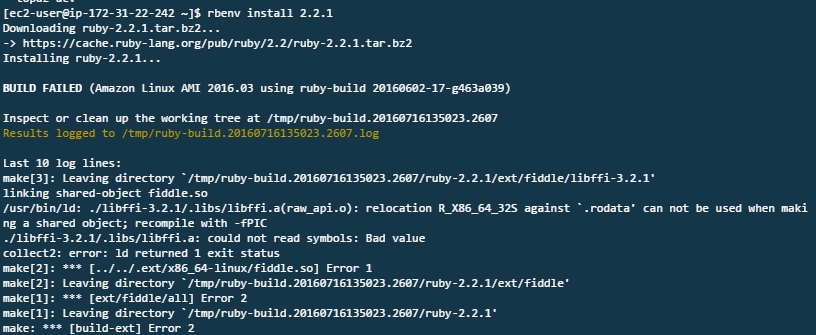 [ec2-user@ip-172-31-22-242 ~]$ rbenv install 2.2.1
Downloading ruby-2.2.1.tar.bz2...
-> https://cache.ruby-lang.org/pub/ruby/2.2/ruby-2.2.1.tar.bz2
Installing ruby-2.2.1...
BUILD FAILED (Amazon Linux AMI 2016.03 using ruby-build 20160602-17-g463a039)
Inspect or clean up the working tree at /tmp/ruby-build.20160716135023.2607
Results logged to /tmp/ruby-build.20160716135023.2607.log
Last 10 log lines:
make[3]: Leaving directory `/tmp/ruby-build.20160716135023.2607/ruby-2.2.1/ext/fiddle/libffi-3.2.1'
linking shared-object fiddle.so
/usr/bin/ld: ./libffi-3.2.1/.libs/libffi.a(raw_api.o): relocation R_X86_64_32S against `.rodata' can not be used when maki
ng a shared object; recompile with -fPIC
./libffi-3.2.1/.libs/libffi.a: could not read symbols: Bad value
collect2: error: ld returned 1 exit status
make[2]: *** [../../.ext/x86_64-linux/fiddle.so] Error 1
make[2]: Leaving directory `/tmp/ruby-build.20160716135023.2607/ruby-2.2.1/ext/fiddle'
make[1]: *** [ext/fiddle/all] Error 2
make[1]: Leaving directory `/tmp/ruby-build.20160716135023.2607/ruby-2.2.1'
make: *** [build-ext] Error 2